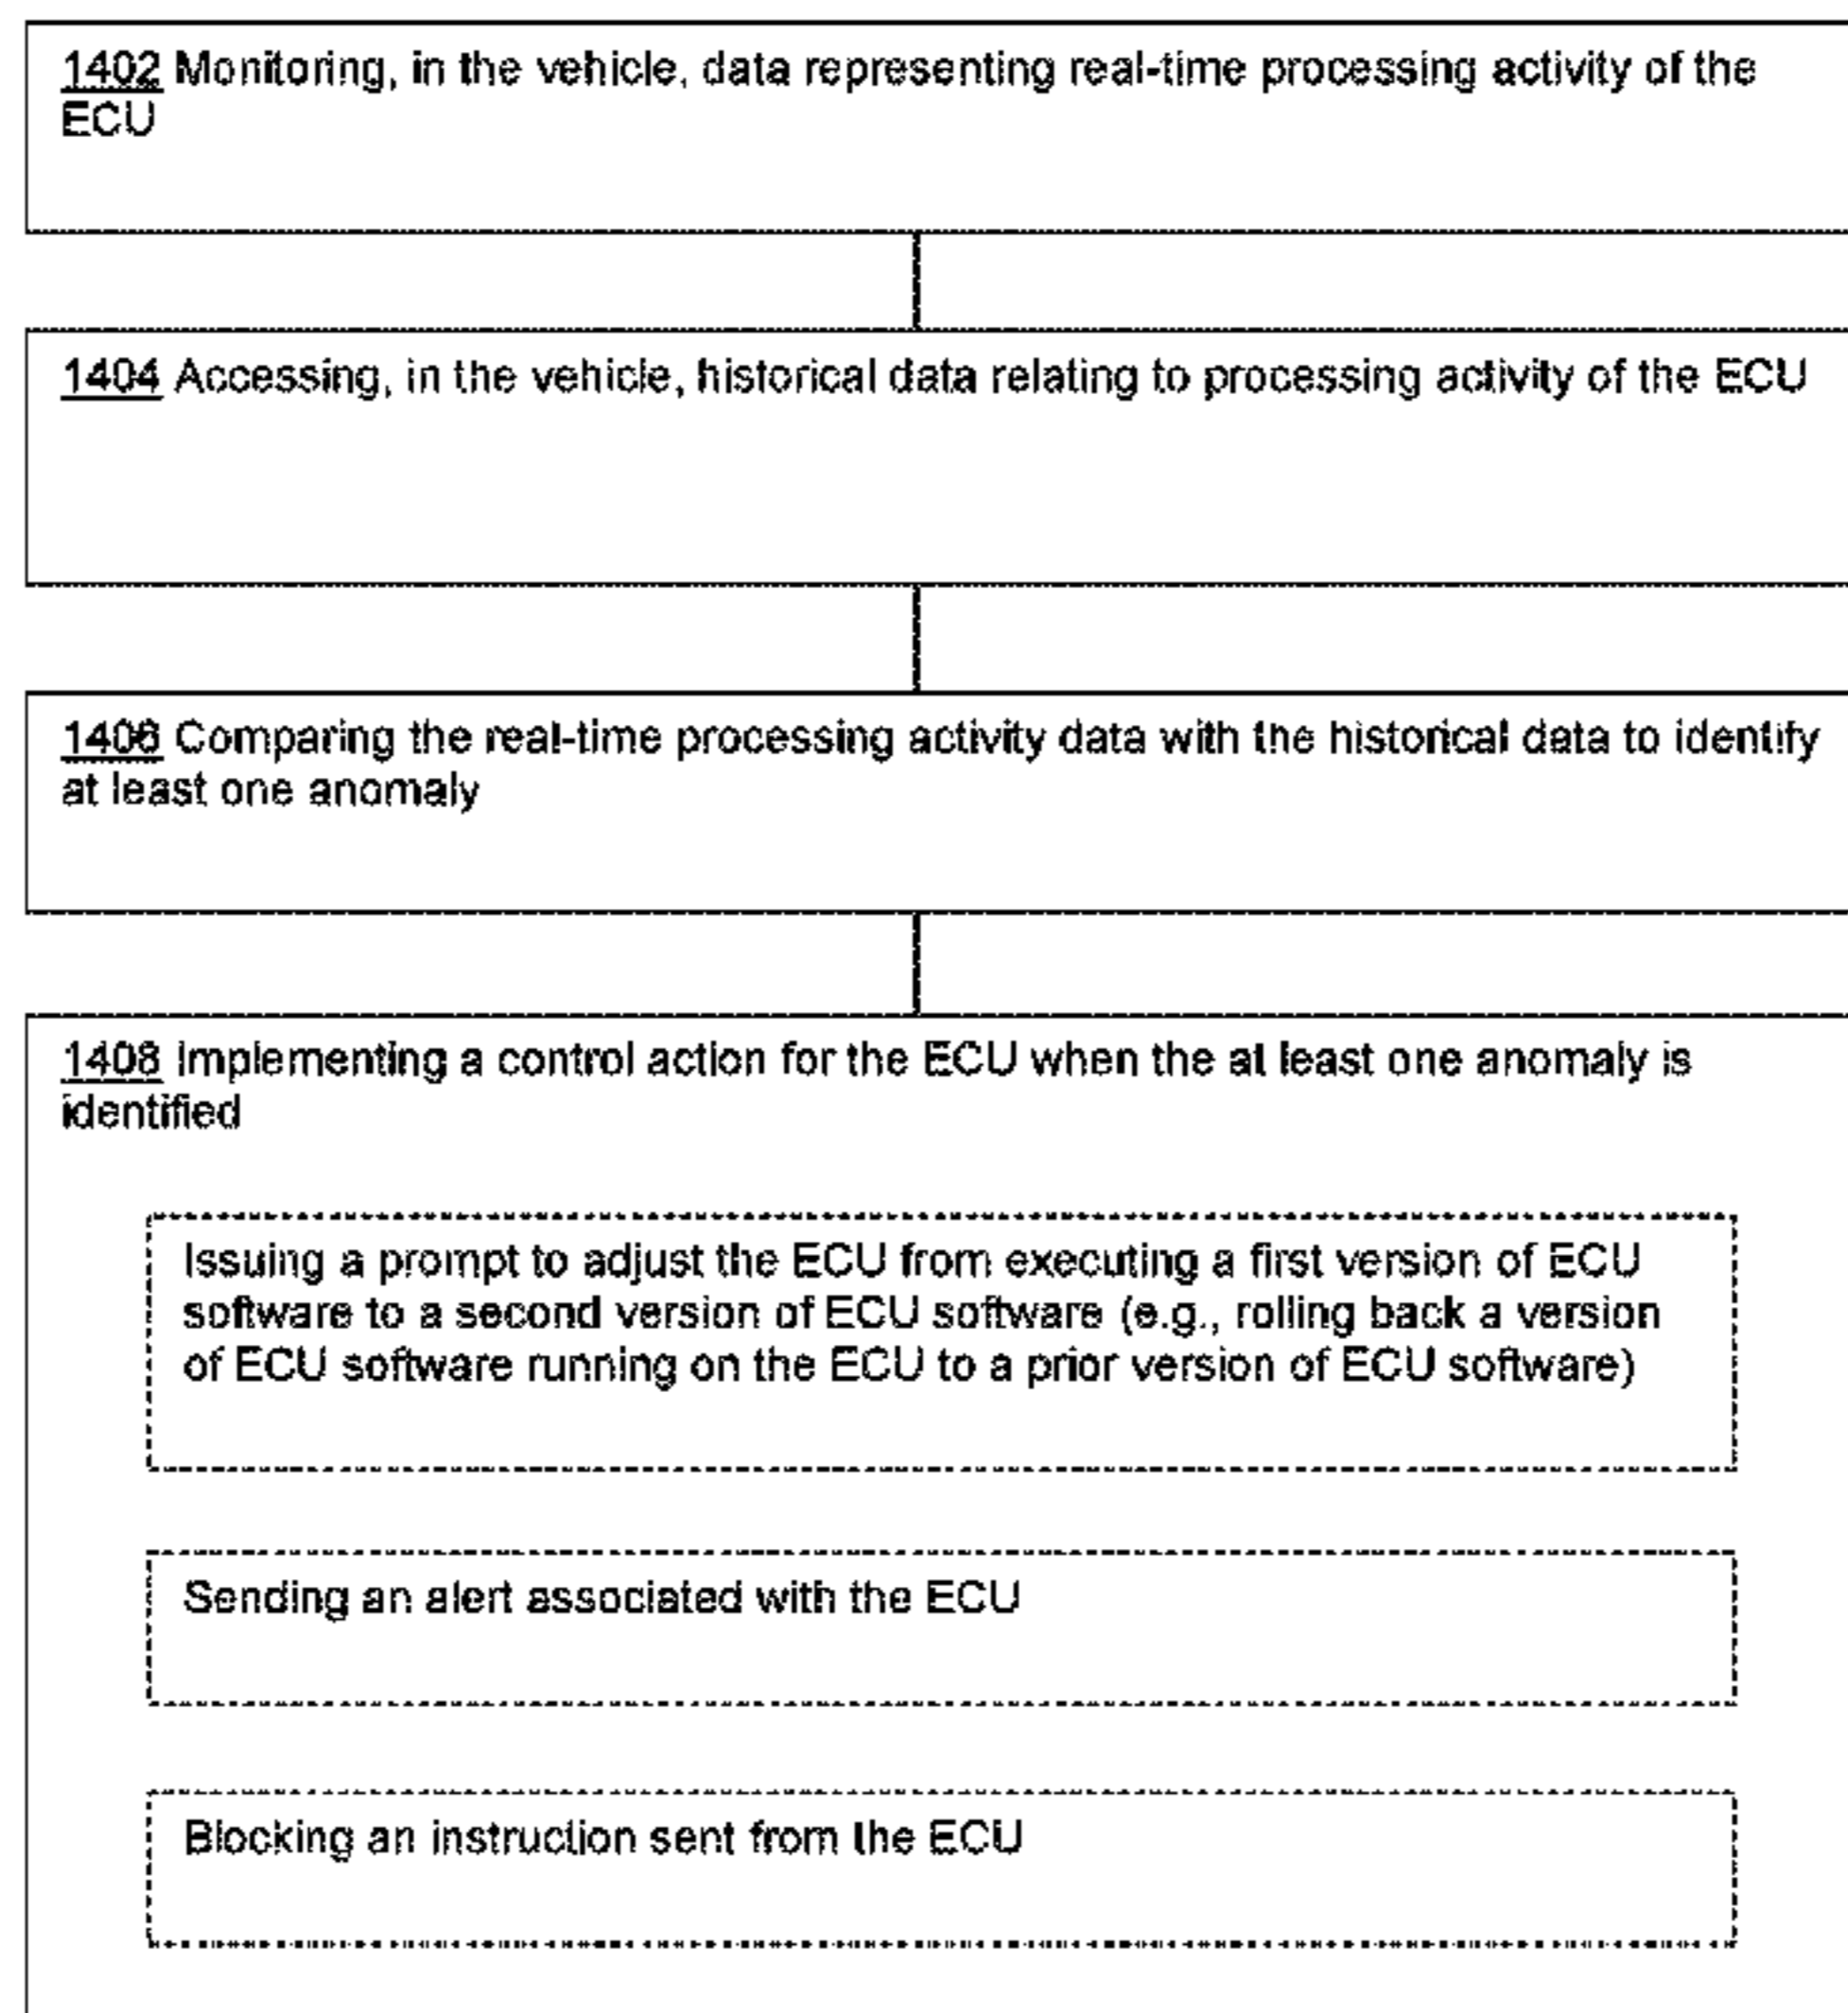 1402 Monitoring, in the vehicle, data representing real-time processing activity of the
ECU
1404 Accessing, in the vehicle, historical data relating to processing activity of the ECU
1406 Comparing the real-time processing activity data with the historical data to identify
at least one anomaly
1408 Implementing a control action for the ECU when the at least one anomaly is
identified
Issuing a prompt to adjust the ECU from executing a first version of ECU
software to a second version of ECU software (e.g., rolling back a version
of ECU software running on the ECU to a prior version of ECU software)
Sending an alert associated with the ECU
Blocking an instruction sent from the ECU